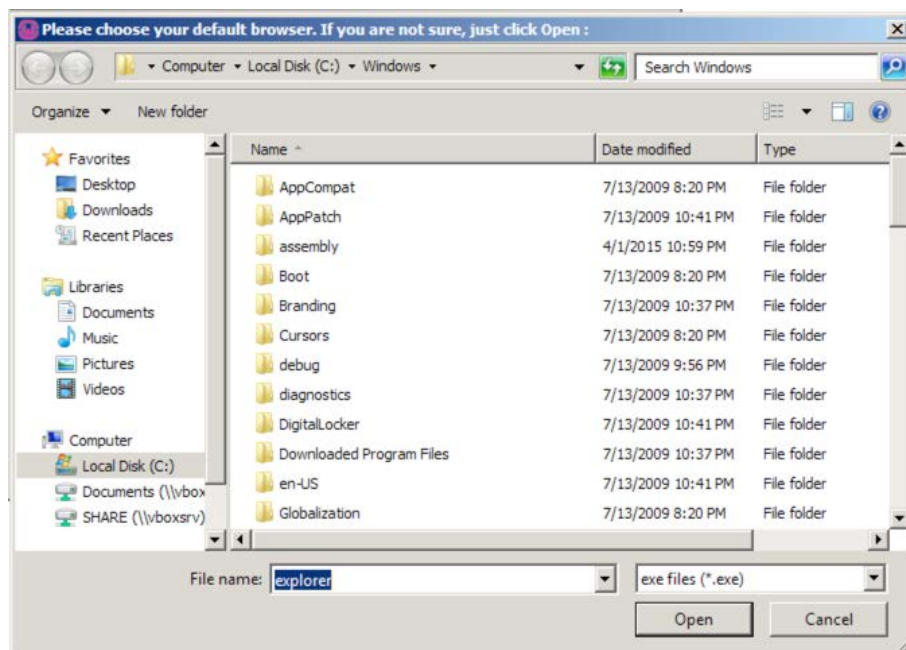 Please choose your default browser. If you are not sure, just click Open :
Computer Local Disk (C:) Windows
Search Windows
Organize New folder
Favorites
Desktop
Downloads
Recent Places
Libraries
Documents
Music
Pictures
Videos
Computer
Local Disk (C:)
Documents (\\vbox
SHARE (\\vboxsrv)
Name Date modified Type
AppCompat 7/13/2009 8:20 PM File folder
AppPatch 7/13/2009 10:41 PM File folder
assembly 4/1/2015 10:59 PM File folder
Boot 7/13/2009 8:20 PM File folder
Branding 7/13/2009 10:37 PM File folder
Cursors 7/13/2009 8:20 PM File folder
debug 7/13/2009 9:56 PM File folder
diagnostics 7/13/2009 10:37 PM File folder
DigitalLocker 7/13/2009 10:41 PM File folder
Downloaded Program Files 7/13/2009 10:37 PM File folder
en-US 7/13/2009 10:41 PM File folder
Globalization 7/13/2009 8:20 PM File folder
File name: explorer exe files (*.exe)
Open Cancel